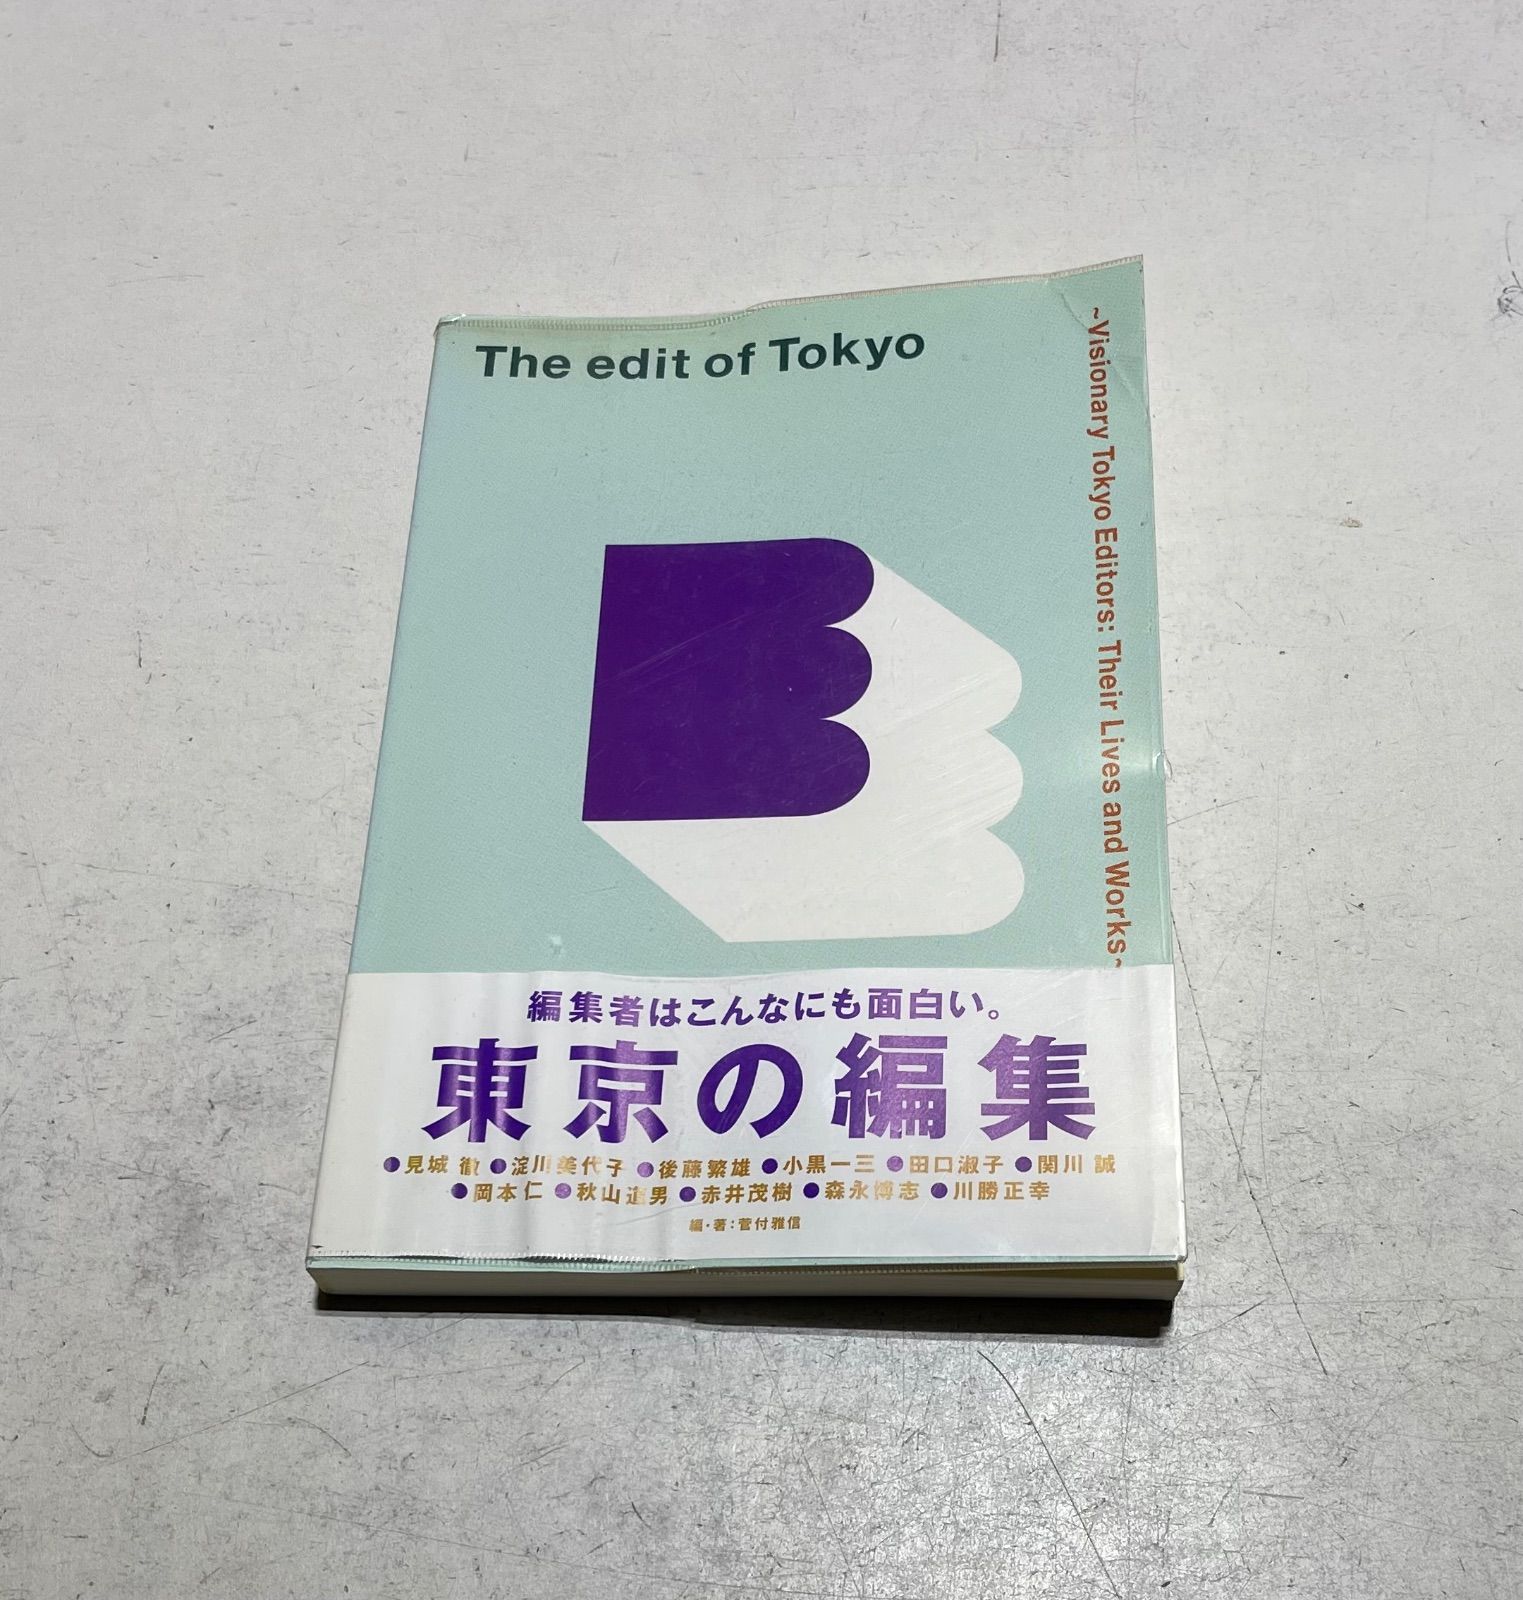 The edit of Tokyo
~Visionary Tokyo Editors: Their Lives and Works~
編集者はこんなにも面白い。
東京の編集
●見城 徹 ●淀川美代子 ●後藤繁雄 ●小黒一三 ●田口淑子 ●関川 誠
●岡本仁 ●秋山道男 ●赤井茂樹 ●森永博志 ●川勝正幸
編・著：菅付雅信